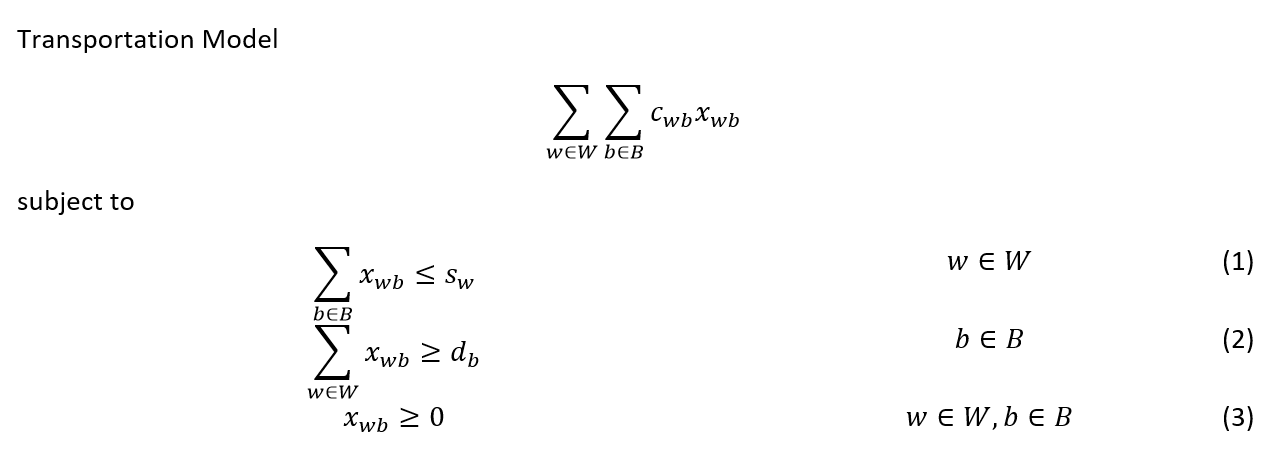 Transportation Model
∑_{w∈W} ∑_{b∈B} c_{wb} x_{wb}
subject to
∑_{b∈B} x_{wb} ≤ s_w    w ∈ W    (1)
∑_{w∈W} x_{wb} ≥ d_b    b ∈ B    (2)
x_{wb} ≥ 0    w ∈ W, b ∈ B    (3)